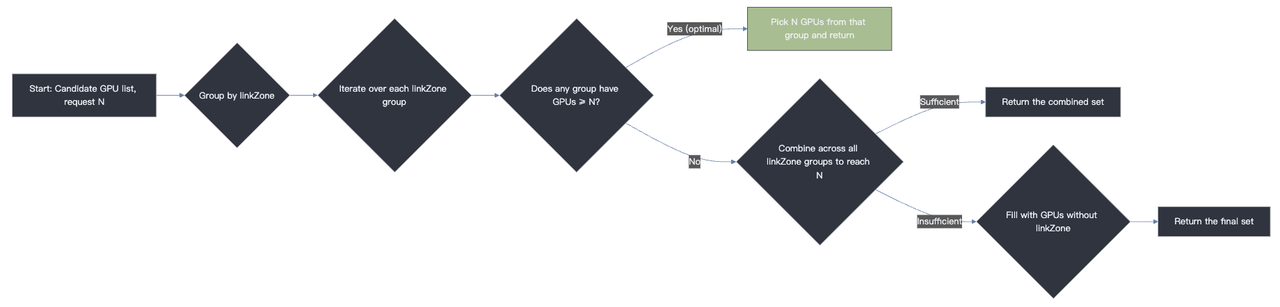 Start: Candidate GPU list,
request N
Group by linkZone
Iterate over each linkZone
group
Does any group have
GPUs ≥ N?
Yes (optimal)
Pick N GPUs from that
group and return
No
Combine across all
linkZone groups to reach
N
Sufficient
Return the combined set
Insufficient
Fill with GPUs without
linkZone
Return the final set